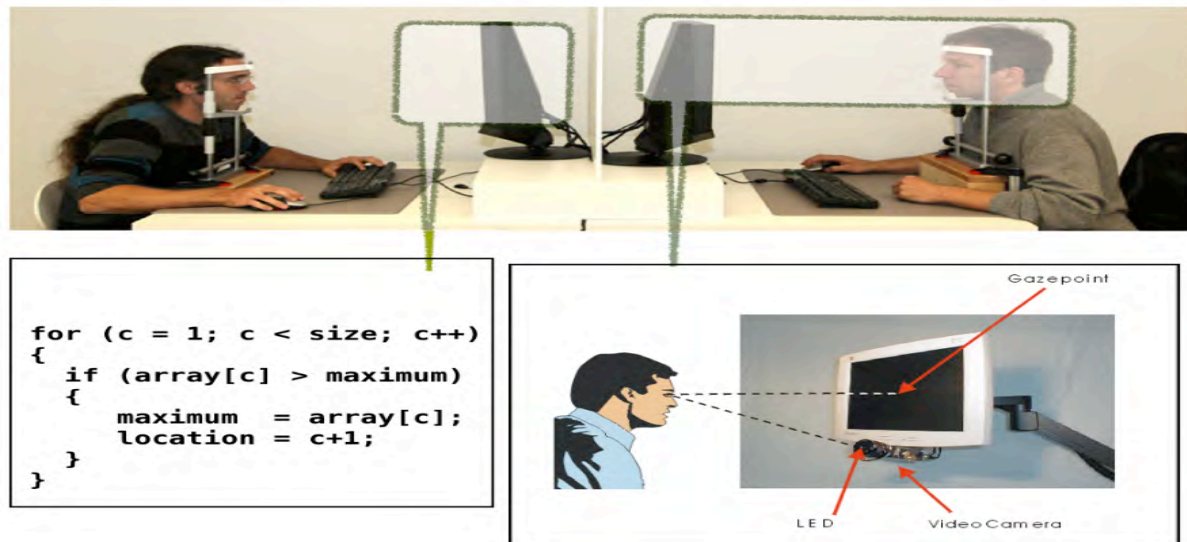 for (c = 1; c < size; c++)
{
  if (array[c] > maximum)
  {
      maximum  = array[c];
      location = c+1;
  }
}
Gazepoint
LED
Video Camera